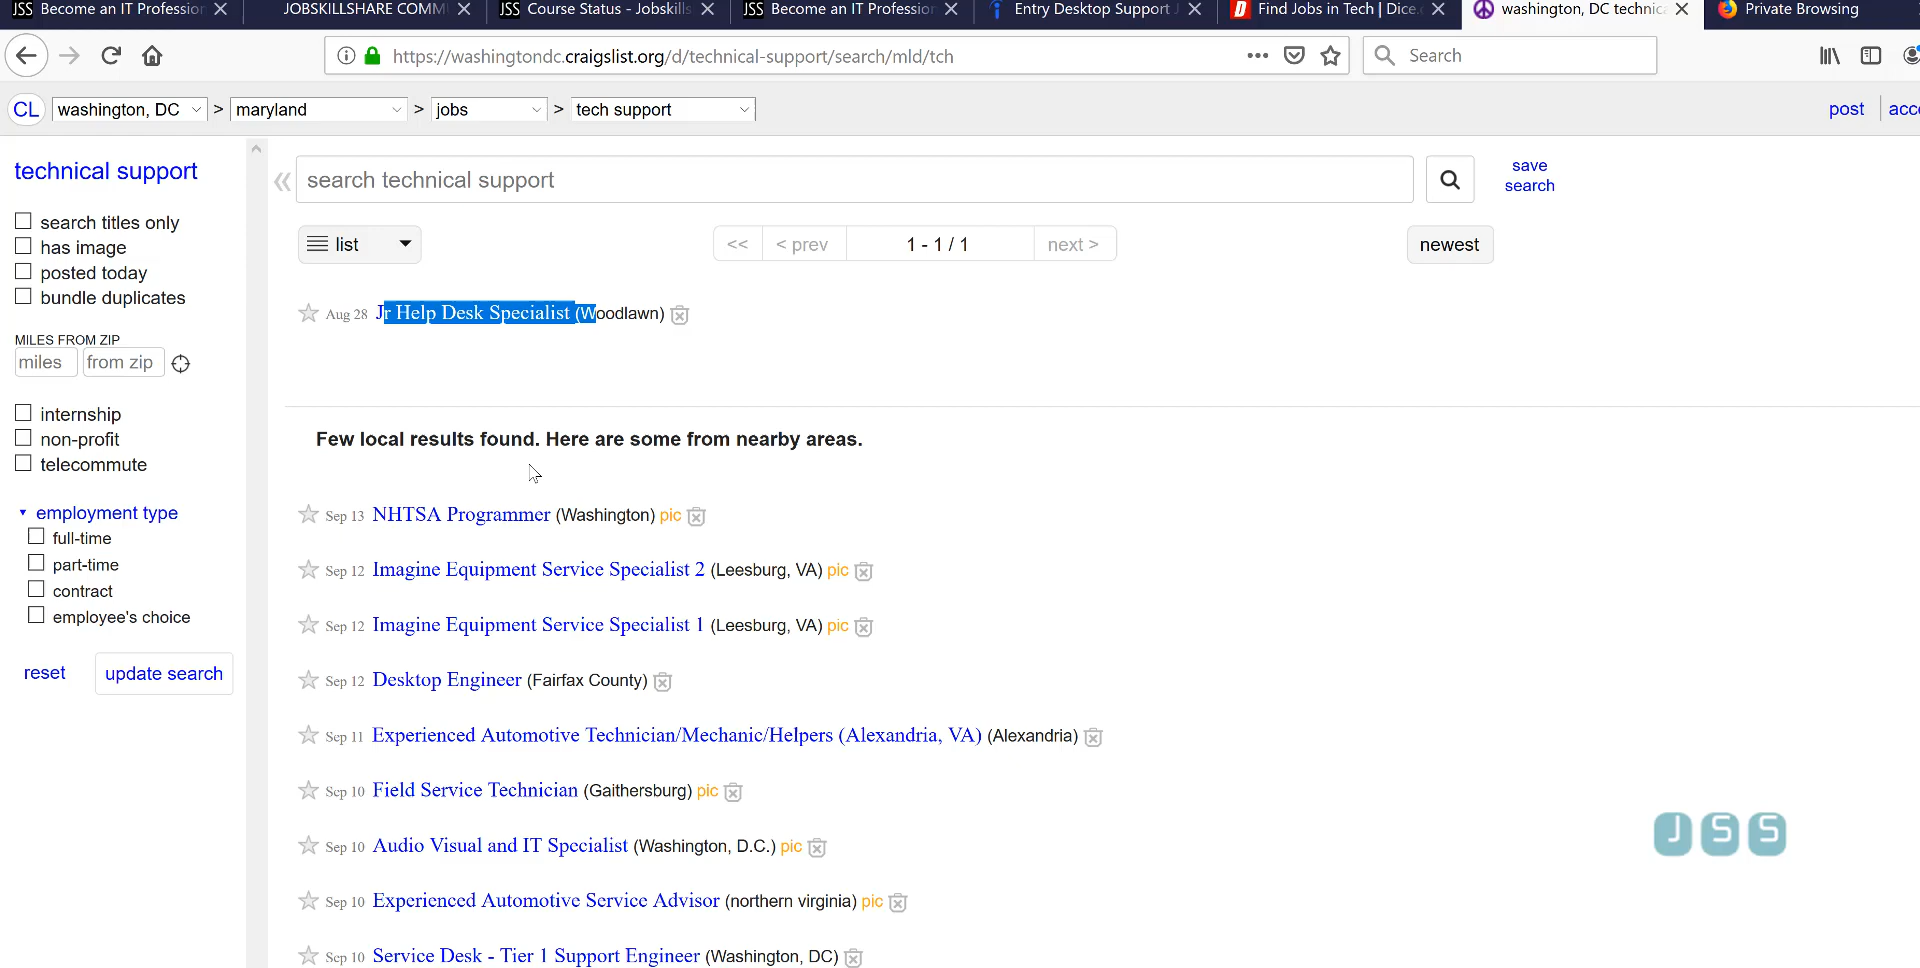 JSS Become an IT Profession
JOBSKILLSHARE COMM
JSS Course Status - Jobskills
JSS Become an IT Profession
Entry Desktop Support J
D Find Jobs in Tech | Dice.c
washington, DC technica
Private Browsing
https://washingtondc.craigslist.org/d/technical-support/search/mld/tch
Search
CL washington, DC > maryland > jobs > tech support
post acc
technical support
search titles only
has image
posted today
bundle duplicates
MILES FROM ZIP
miles from zip
internship
non-profit
telecommute
employment type
full-time
part-time
contract
employee's choice
reset update search
search technical support
save
search
list
<< < prev 1 - 1 / 1 next >
newest
Aug 28 Jr Help Desk Specialist (Woodlawn)
Few local results found. Here are some from nearby areas.
Sep 13 NHTSA Programmer (Washington) pic
Sep 12 Imagine Equipment Service Specialist 2 (Leesburg, VA) pic
Sep 12 Imagine Equipment Service Specialist 1 (Leesburg, VA) pic
Sep 12 Desktop Engineer (Fairfax County)
Sep 11 Experienced Automotive Technician/Mechanic/Helpers (Alexandria, VA) (Alexandria)
Sep 10 Field Service Technician (Gaithersburg) pic
Sep 10 Audio Visual and IT Specialist (Washington, D.C.) pic
Sep 10 Experienced Automotive Service Advisor (northern virginia) pic
Sep 10 Service Desk - Tier 1 Support Engineer (Washington, DC)
JSS